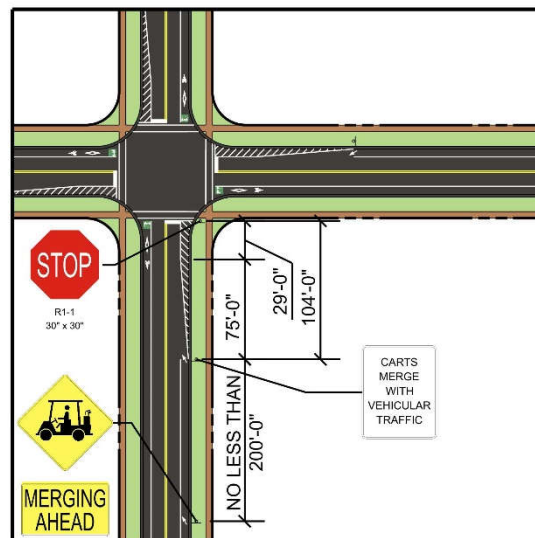 STOP
R1-1
30" x 30"
75'-0"
29'-0"
104'-0"
CARTS
MERGE
WITH
VEHICULAR
TRAFFIC
NO LESS THAN
200'-0"
MERGING
AHEAD